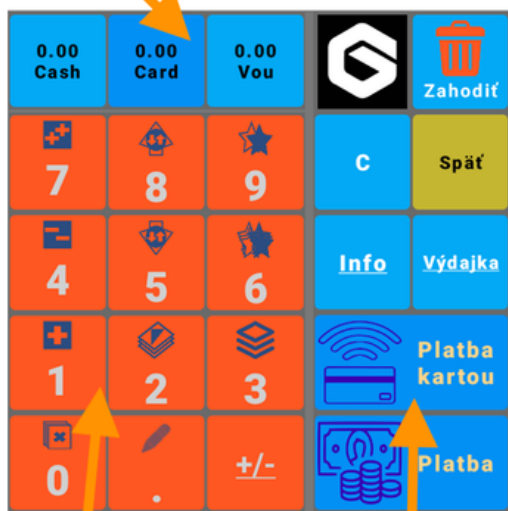 0.00 0.00 0.00
Cash Card Vou
Zahodiť
7 8 9
C Späť
4 5 6
Info Výdajka
1 2 3
Platba
kartou
0 . +/-
Platba